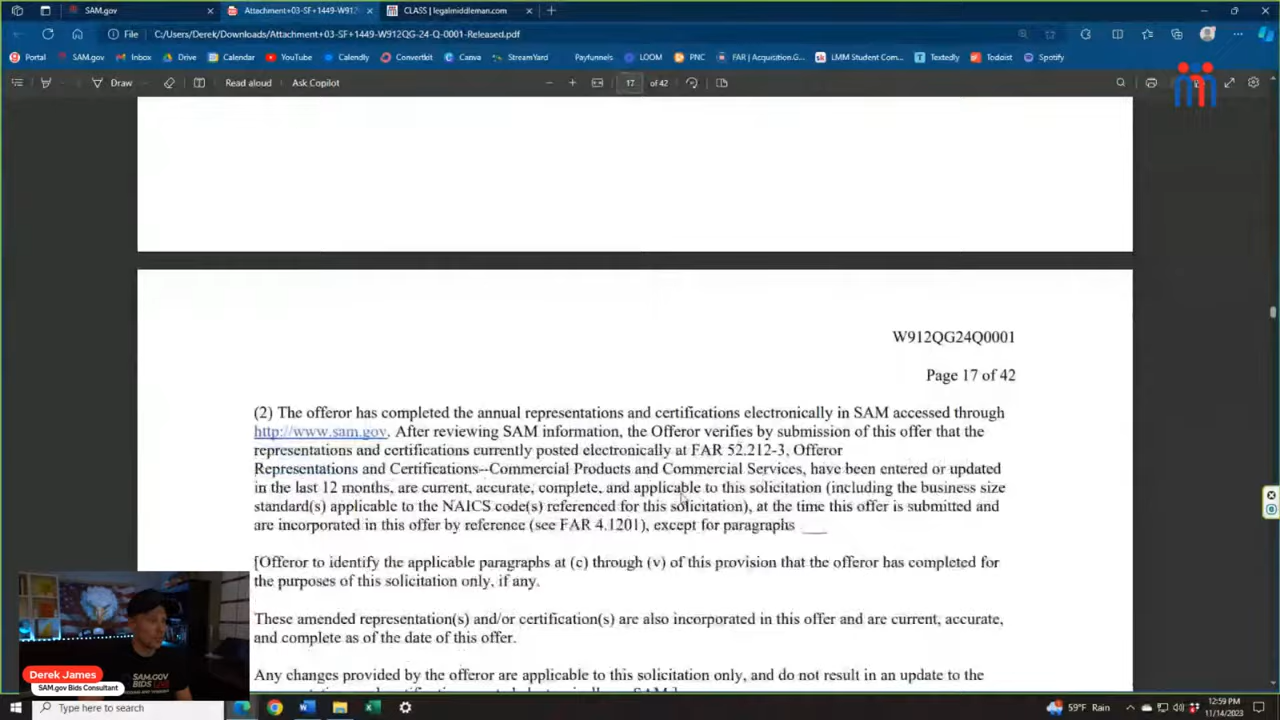 SAM.gov
Attachment+03-SF+1449-W91
CLASS | legalmiddleman.com
File
C:/Users/Derek/Downloads/Attachment+03-SF+1449-W912QG-24-Q-0001-Released.pdf
Portal
SAM.gov
Inbox
Drive
Calendar
YouTube
Calendly
Convertkit
Canva
StreamYard
Payfunnels
LOOM
PNC
FAR | Acquisition.G...
LMM Student Com...
Textedly
Todoist
Spotify
Draw
Read aloud
Ask Copilot
17
of 42
W912QG24Q0001
Page 17 of 42
(2) The offeror has completed the annual representations and certifications electronically in SAM accessed through
http://www.sam.gov. After reviewing SAM information, the Offeror verifies by submission of this offer that the
representations and certifications currently posted electronically at FAR 52.212-3, Offeror
Representations and Certifications--Commercial Products and Commercial Services, have been entered or updated
in the last 12 months, are current, accurate, complete, and applicable to this solicitation (including the business size
standard(s) applicable to the NAICS code(s) referenced for this solicitation), at the time this offer is submitted and
are incorporated in this offer by reference (see FAR 4.1201), except for paragraphs ___
[Offeror to identify the applicable paragraphs at (c) through (v) of this provision that the offeror has completed for
the purposes of this solicitation only, if any.
These amended representation(s) and/or certification(s) are also incorporated in this offer and are current, accurate,
and complete as of the date of this offer.
Any changes provided by the offeror are applicable to this solicitation only, and do not result in an update to the
SAM.GOV
BIDS
Derek James
SAM.gov Bids Consultant
Type here to search
59°F Rain
12:59 PM
11/14/2023